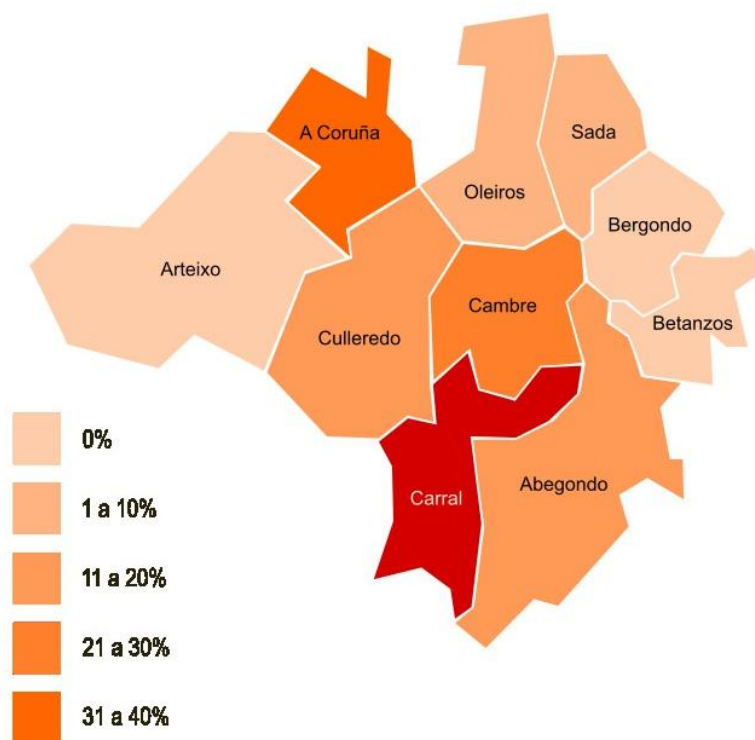 A Coruña
Sada
Oleiros
Bergondo
Arteixo
Cambre
Betanzos
Culleredo
Abegondo
Carral
0%
1 a 10%
11 a 20%
21 a 30%
31 a 40%